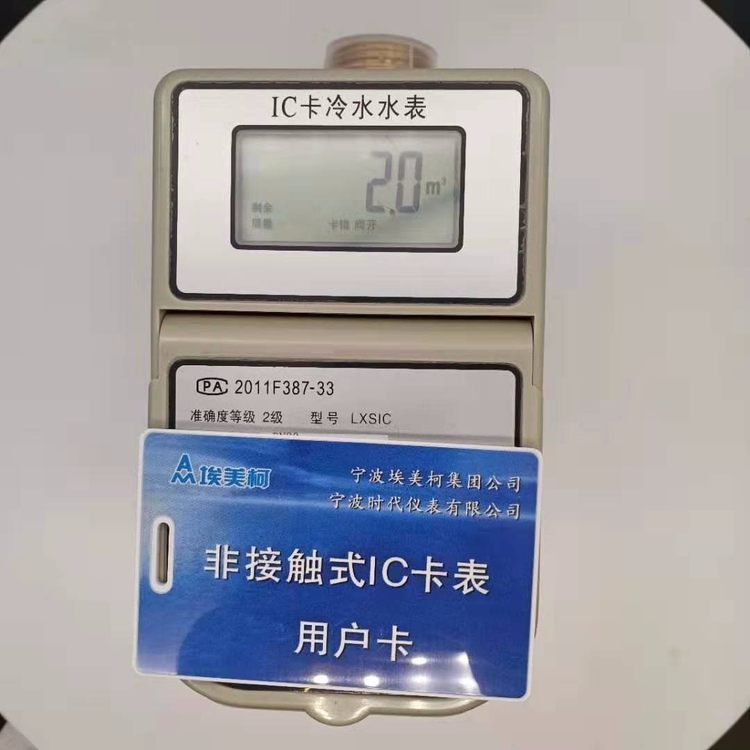 IC卡冷水水表
2.0 m³
剩余
用量
卡错 阀开
CPA 2011F387-33
准确度等级 2级 型号 LXSIC
埃美柯
宁波埃美柯集团公司
宁波时代仪表有限公司
非接触式IC卡表
用户卡